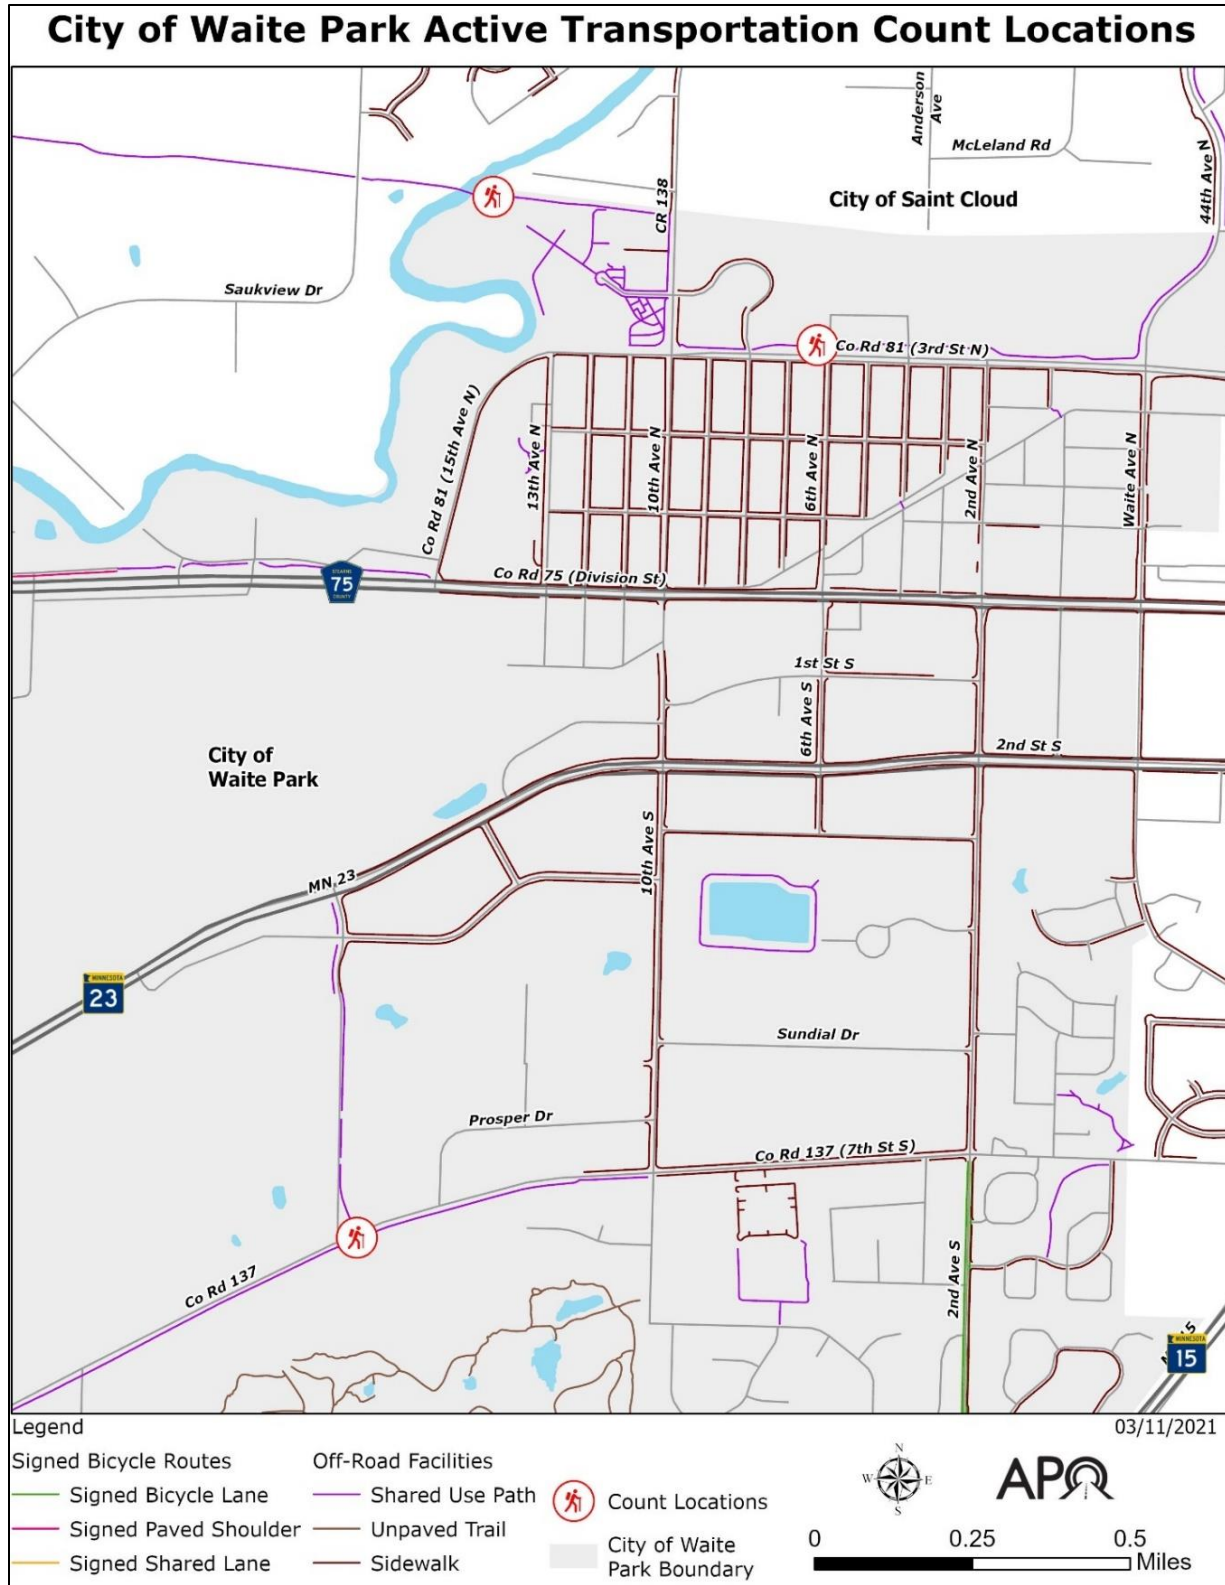 City of Waite Park Active Transportation Count Locations
Anderson
Ave
McLeland Rd
44th Ave N
CR 138
City of Saint Cloud
Saukview Dr
Co Rd 81 (3rd St N)
Co Rd 81 (15th Ave N)
13th Ave N
10th Ave N
6th Ave N
2nd Ave N
Waite Ave N
STEARNS
75
COUNTY
Co Rd 75 (Division St)
1st St S
6th Ave S
2nd St S
City of
Waite Park
10th Ave S
MN 23
MINNESOTA
23
Sundial Dr
Prosper Dr
Co Rd 137 (7th St S)
Co Rd 137
2nd Ave S
MINNESOTA
15
Legend
03/11/2021
Signed Bicycle Routes
Signed Bicycle Lane
Signed Paved Shoulder
Signed Shared Lane
Off-Road Facilities
Shared Use Path
Unpaved Trail
Sidewalk
Count Locations
City of Waite
Park Boundary
N
W
E
S
APO
0
0.25
0.5
Miles